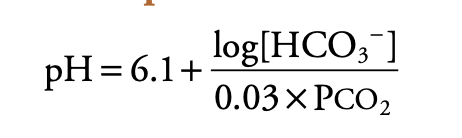 pH = 6.1 + log[HCO₃⁻]
0.03 × PCO₂